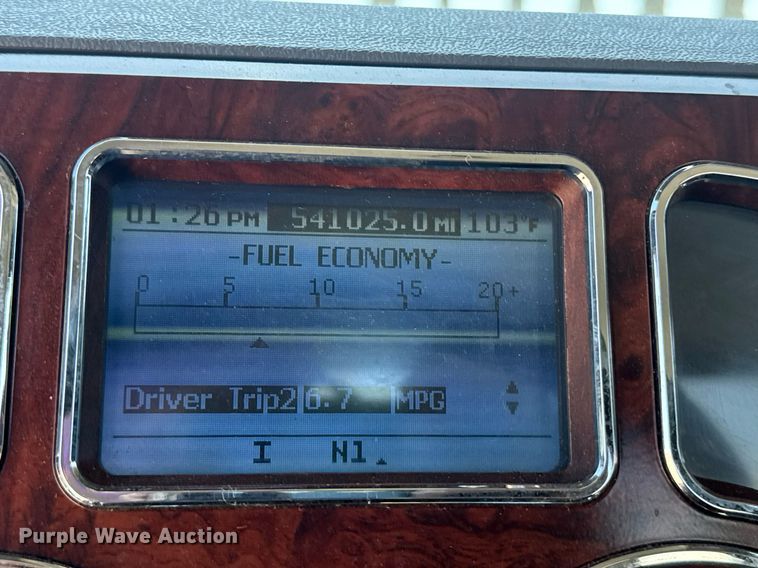 01:26 PM 541025.0 MI 103°F
-FUEL ECONOMY-
0 5 10 15 20+
Driver Trip2 6.7 MPG
I N1
Purple Wave Auction